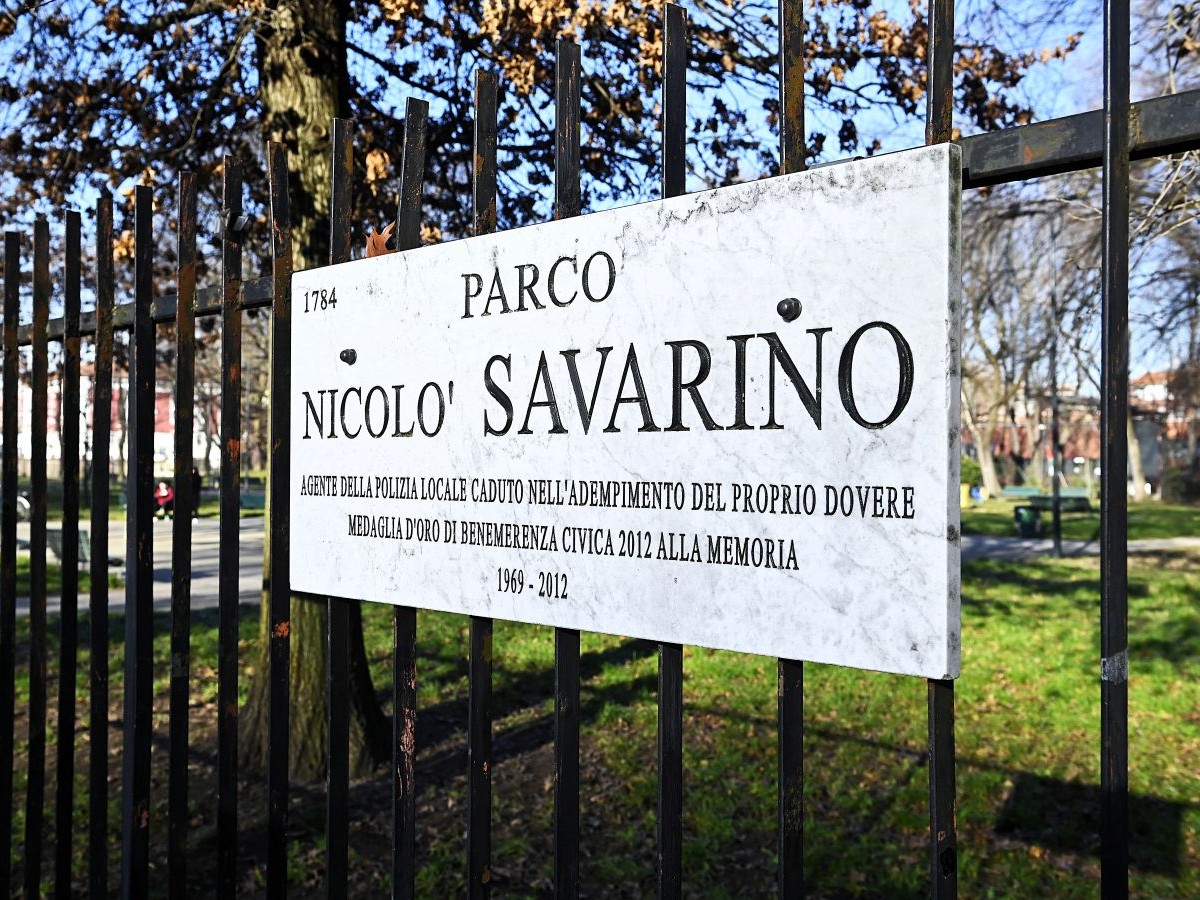 1784
PARCO
NICOLO' SAVARINO
AGENTE DELLA POLIZIA LOCALE CADUTO NELL'ADEMPIMENTO DEL PROPRIO DOVERE
MEDAGLIA D'ORO DI BENEMERENZA CIVICA 2012 ALLA MEMORIA
1969 - 2012